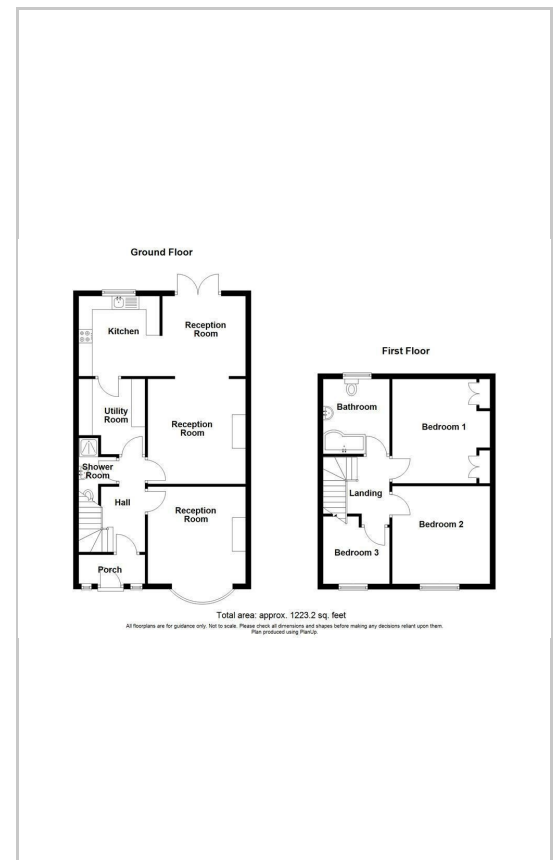 Ground Floor
Kitchen
Reception
Room
Utility
Room
Reception
Room
Shower
Room
Hall
Reception
Room
Porch
First Floor
Bathroom
Bedroom 1
Landing
Bedroom 2
Bedroom 3
Total area: approx. 1223.2 sq. feet
All floorplans are for guidance only. Not to scale. Please check all dimensions and shapes before making any decisions reliant upon them.
Plan produced using PlanUp.